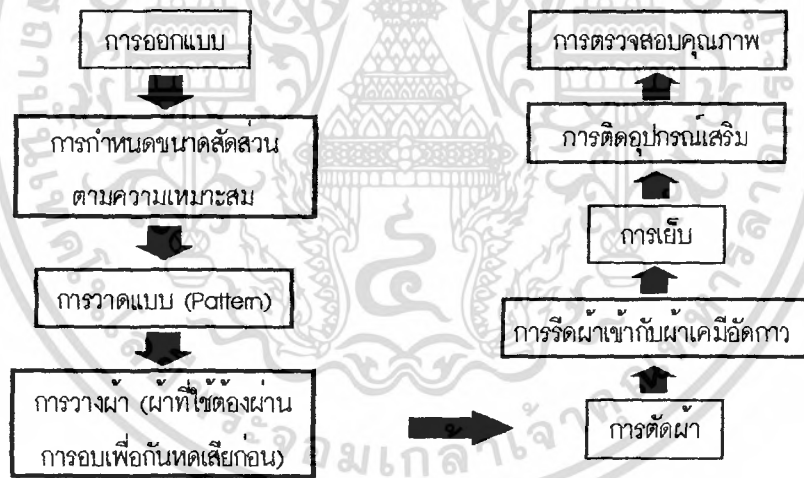 การออกแบบ
การกำหนดขนาดสัดส่วน
ตามความเหมาะสม
การวาดแบบ (Pattern)
การวางผ้า (ผ้าที่ใช้ต้องผ่าน
การอบเพื่อกันหดเสียก่อน)
การตัดผ้า
การรีดผ้าเข้ากับผ้าเคมีอัดกาว
การเย็บ
การติดอุปกรณ์เสริม
การตรวจสอบคุณภาพ